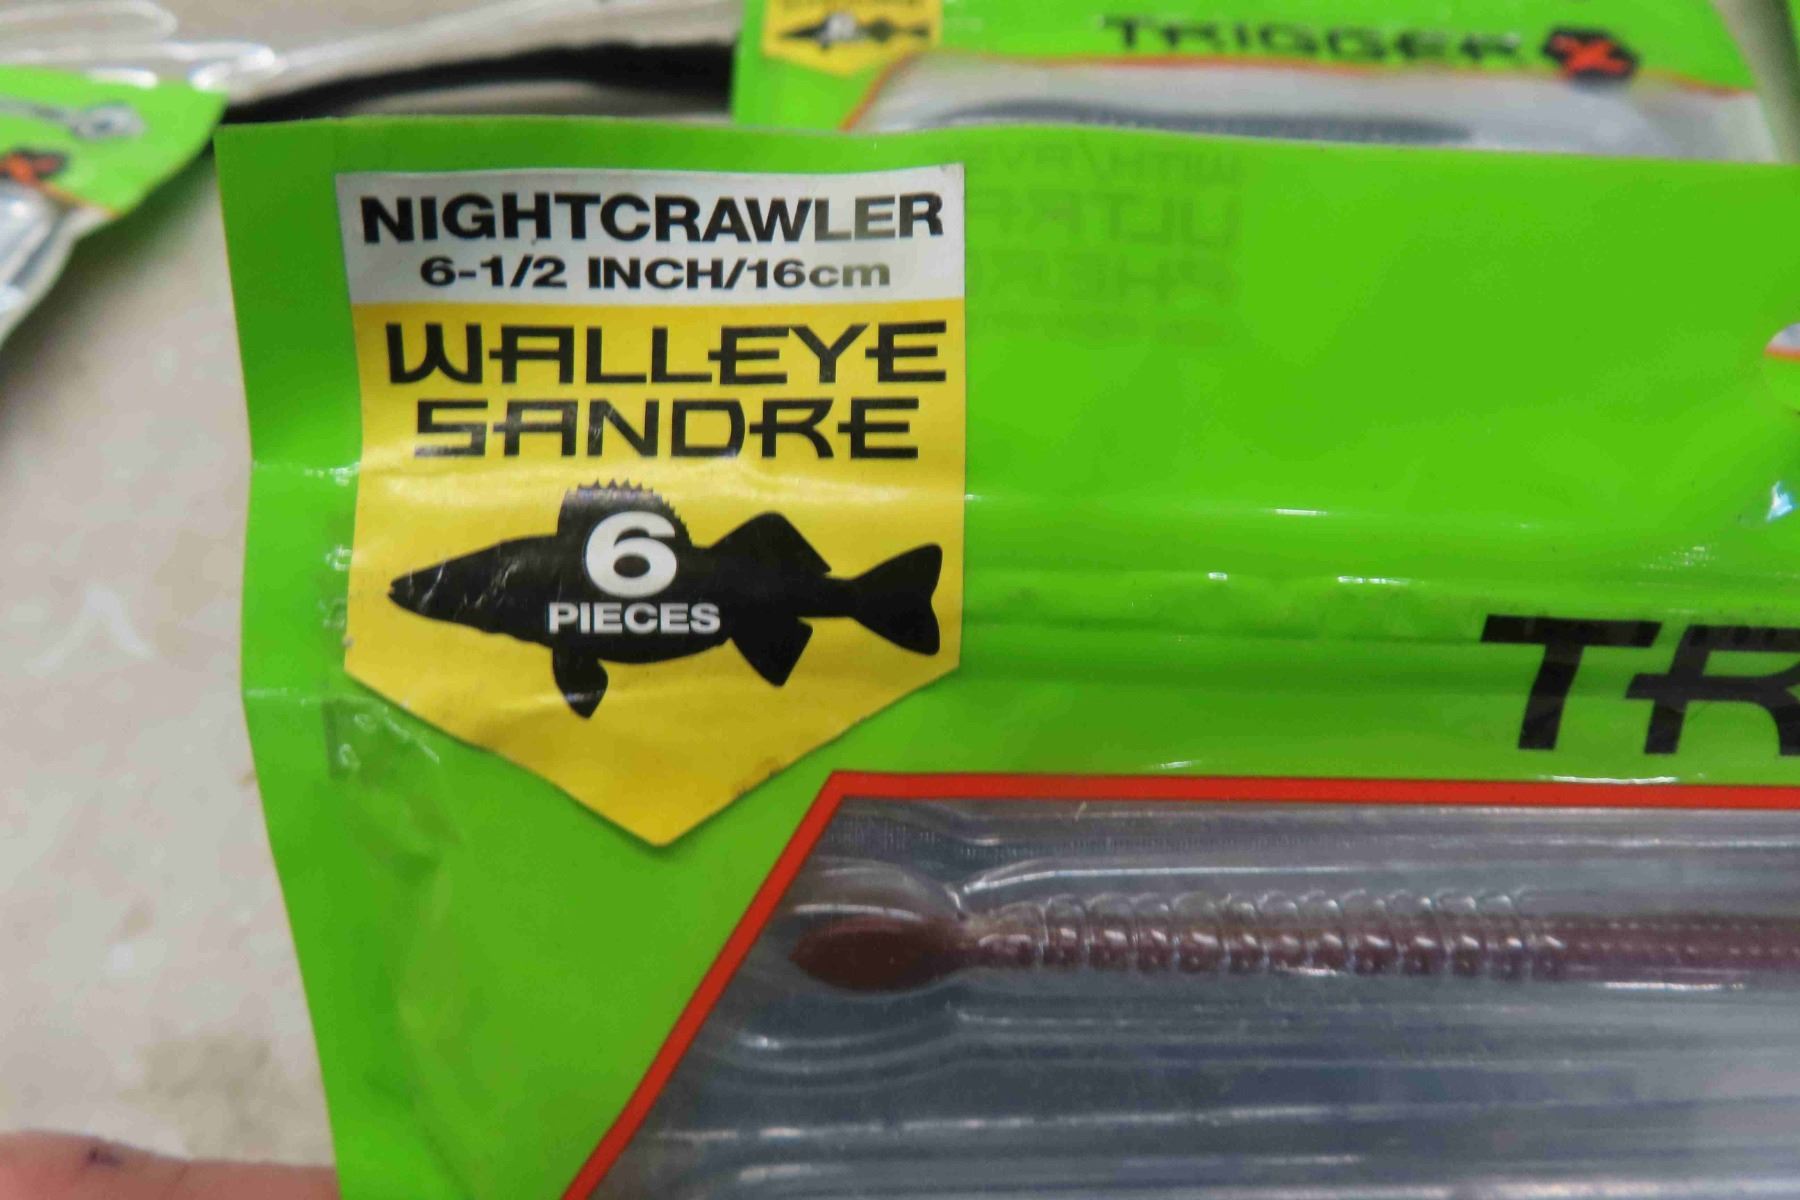 TRIGGER X
NIGHTCRAWLER
6-1/2 INCH/16cm
WALLEYE
SANDRE
6
PIECES
TR